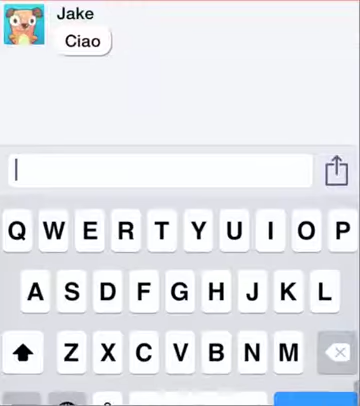 Jake
Ciao
Q W E R T Y U I O P
A S D F G H J K L
Z X C V B N M